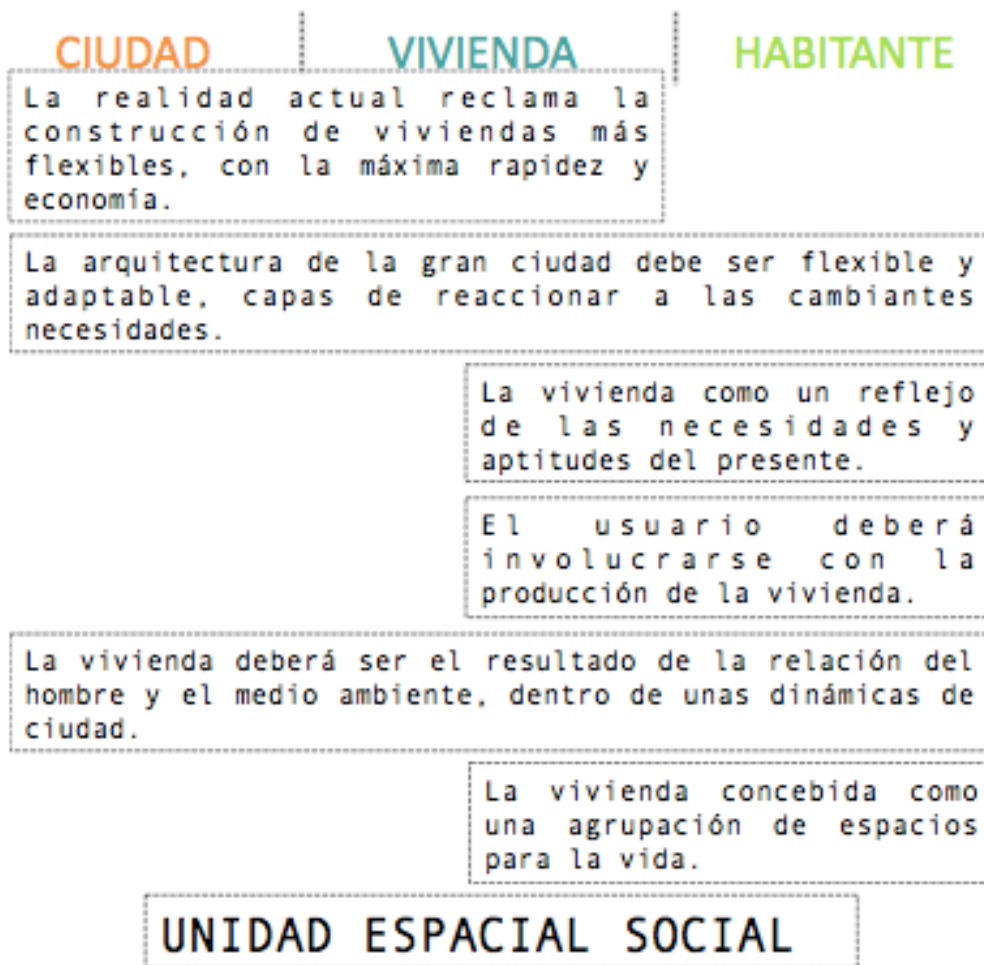 CIUDAD VIVIENDA HABITANTE
La realidad actual reclama la
construcción de viviendas más
flexibles, con la máxima rapidez y
economía.
La arquitectura de la gran ciudad debe ser flexible y
adaptable, capas de reaccionar a las cambiantes
necesidades.
La vivienda como un reflejo
de las necesidades y
aptitudes del presente.
El usuario deberá
involucrarse con la
producción de la vivienda.
La vivienda deberá ser el resultado de la relación del
hombre y el medio ambiente, dentro de unas dinámicas de
ciudad.
La vivienda concebida como
una agrupación de espacios
para la vida.
UNIDAD ESPACIAL SOCIAL